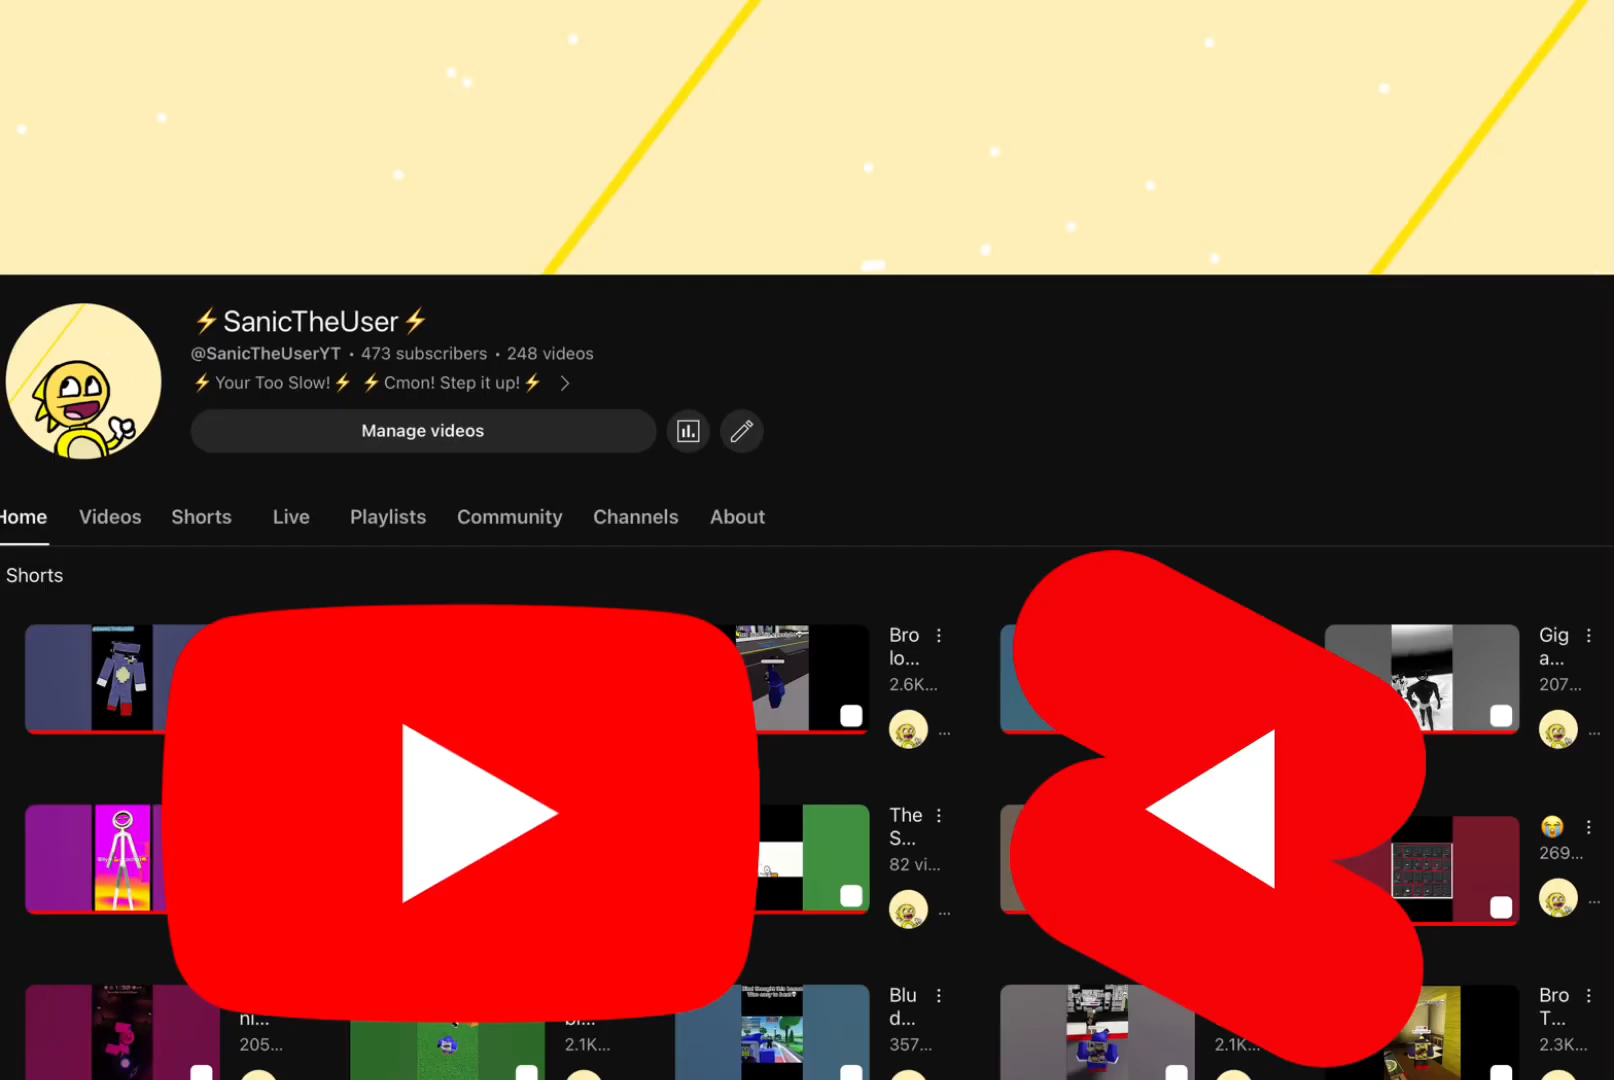 ⚡SanicTheUser⚡
@SanicTheUserYT • 473 subscribers • 248 videos
⚡Your Too Slow!⚡ ⚡Cmon! Step it up!⚡
Manage videos
Home Videos Shorts Live Playlists Community Channels About
Shorts
Bro
lo...
2.6K...
...
Gig
a...
207...
...
The
S...
82 vi...
...
😭
269...
...
ni...
205...
2.1K...
Blu
d...
357...
2.1K...
Bro
T...
2.3K...